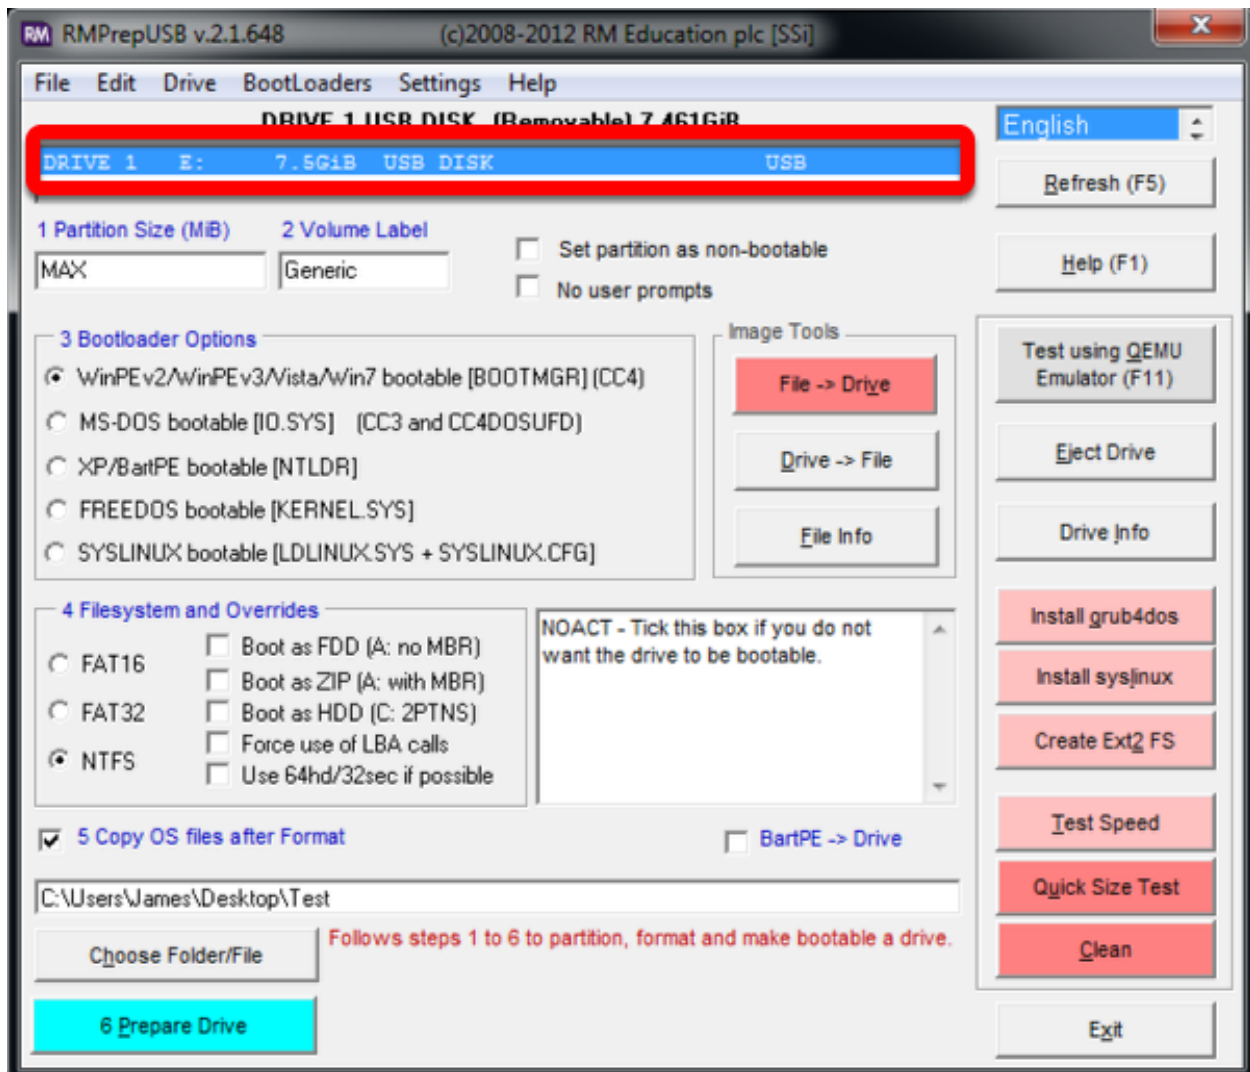 RM RMPrepUSB v.2.1.648 (c)2008-2012 RM Education plc [SSi] X
File Edit Drive BootLoaders Settings Help
DRIVE 1 USB DISK (Removable) 7.461GiB
DRIVE 1 E: 7.5GiB USB DISK USB
English
Refresh (F5)
1 Partition Size (MiB) 2 Volume Label
MAX Generic
Set partition as non-bootable
No user prompts
Help (F1)
3 Bootloader Options
WinPEv2/WinPEv3/Vista/Win7 bootable [BOOTMGR] (CC4)
MS-DOS bootable [IO.SYS] (CC3 and CC4DOSUFD)
XP/BartPE bootable [NTLDR]
FREEDOS bootable [KERNEL.SYS]
SYSLINUX bootable [LDLINUX.SYS + SYSLINUX.CFG]
Image Tools
File -> Drive
Drive -> File
File Info
Test using QEMU
Emulator (F11)
Eject Drive
Drive Info
4 Filesystem and Overrides
FAT16
FAT32
NTFS
Boot as FDD (A: no MBR)
Boot as ZIP (A: with MBR)
Boot as HDD (C: 2PTNS)
Force use of LBA calls
Use 64hd/32sec if possible
NOACT - Tick this box if you do not
want the drive to be bootable.
Install grub4dos
Install syslinux
Create Ext2 FS
Test Speed
Quick Size Test
Clean
5 Copy OS files after Format
BartPE -> Drive
C:\Users\James\Desktop\Test
Choose Folder/File
Follows steps 1 to 6 to partition, format and make bootable a drive.
6 Prepare Drive
Exit